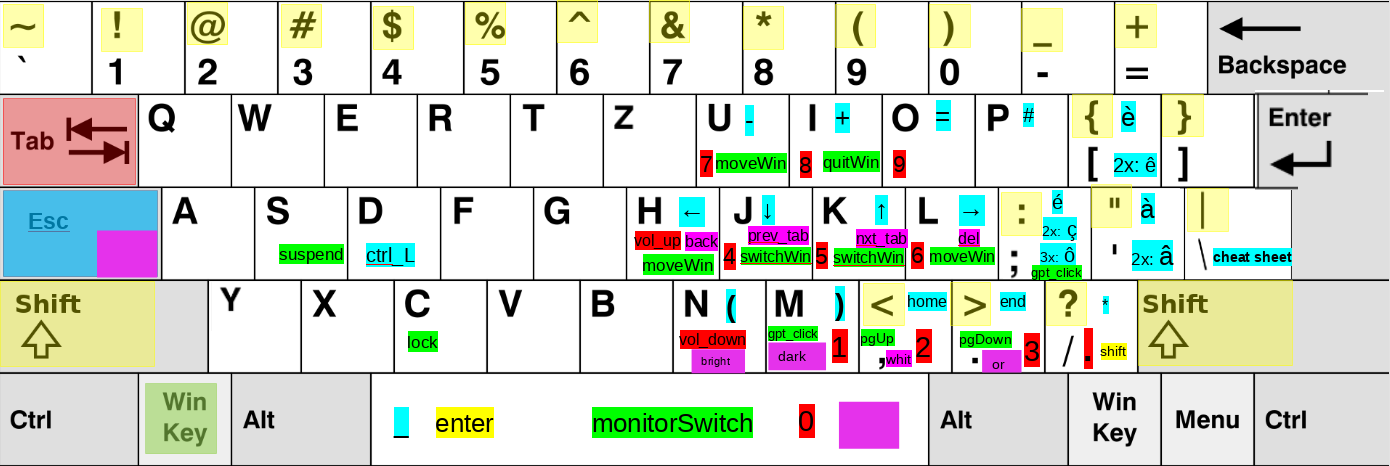 ~ ! @ # $ % ^ & * ( ) _ + Backspace
` 1 2 3 4 5 6 7 8 9 0 - =
Tab Q W E R T Z U - I + O = P # { è } Enter
7 moveWin 8 quitWin 9 [ 2x: ê ]
Esc A S D F G H ← J ↓ K ↑ L → : é " à |
vol_up back prev_tab nxt_tab del 2x: ç
suspend ctrl_L moveWin 4 switchWin 5 switchWin 6 moveWin ; 3x: ô ' 2x: â \ cheat sheet
gpt_click
Shift Y X C V B N ( M ) < home > end ? * Shift
lock vol_down gpt_click 1 pgUp 2 pgDown 3 / . shift
bright dark , whit . or
Ctrl Win Key Alt _ enter monitorSwitch 0 Alt Win Key Menu Ctrl